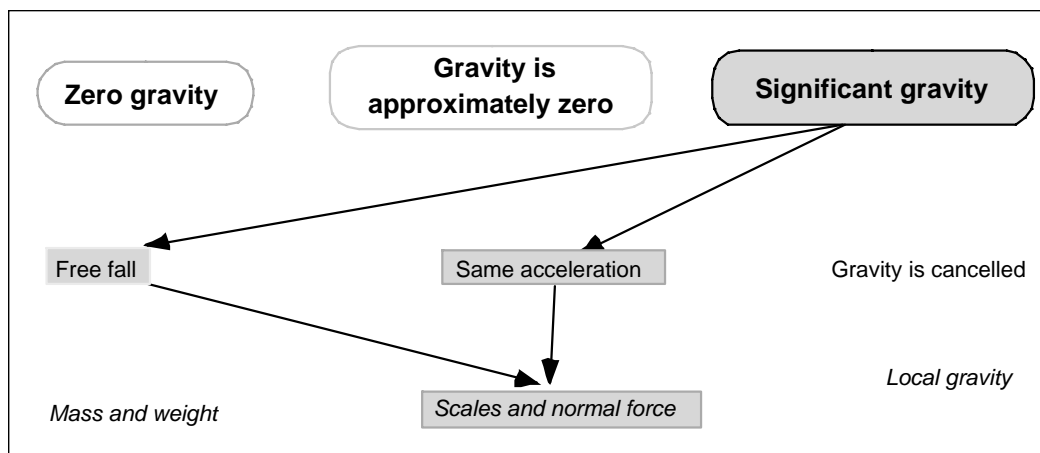 Zero gravity
Gravity is
approximately zero
Significant gravity
Free fall
Same acceleration
Gravity is cancelled
Local gravity
Mass and weight
Scales and normal force